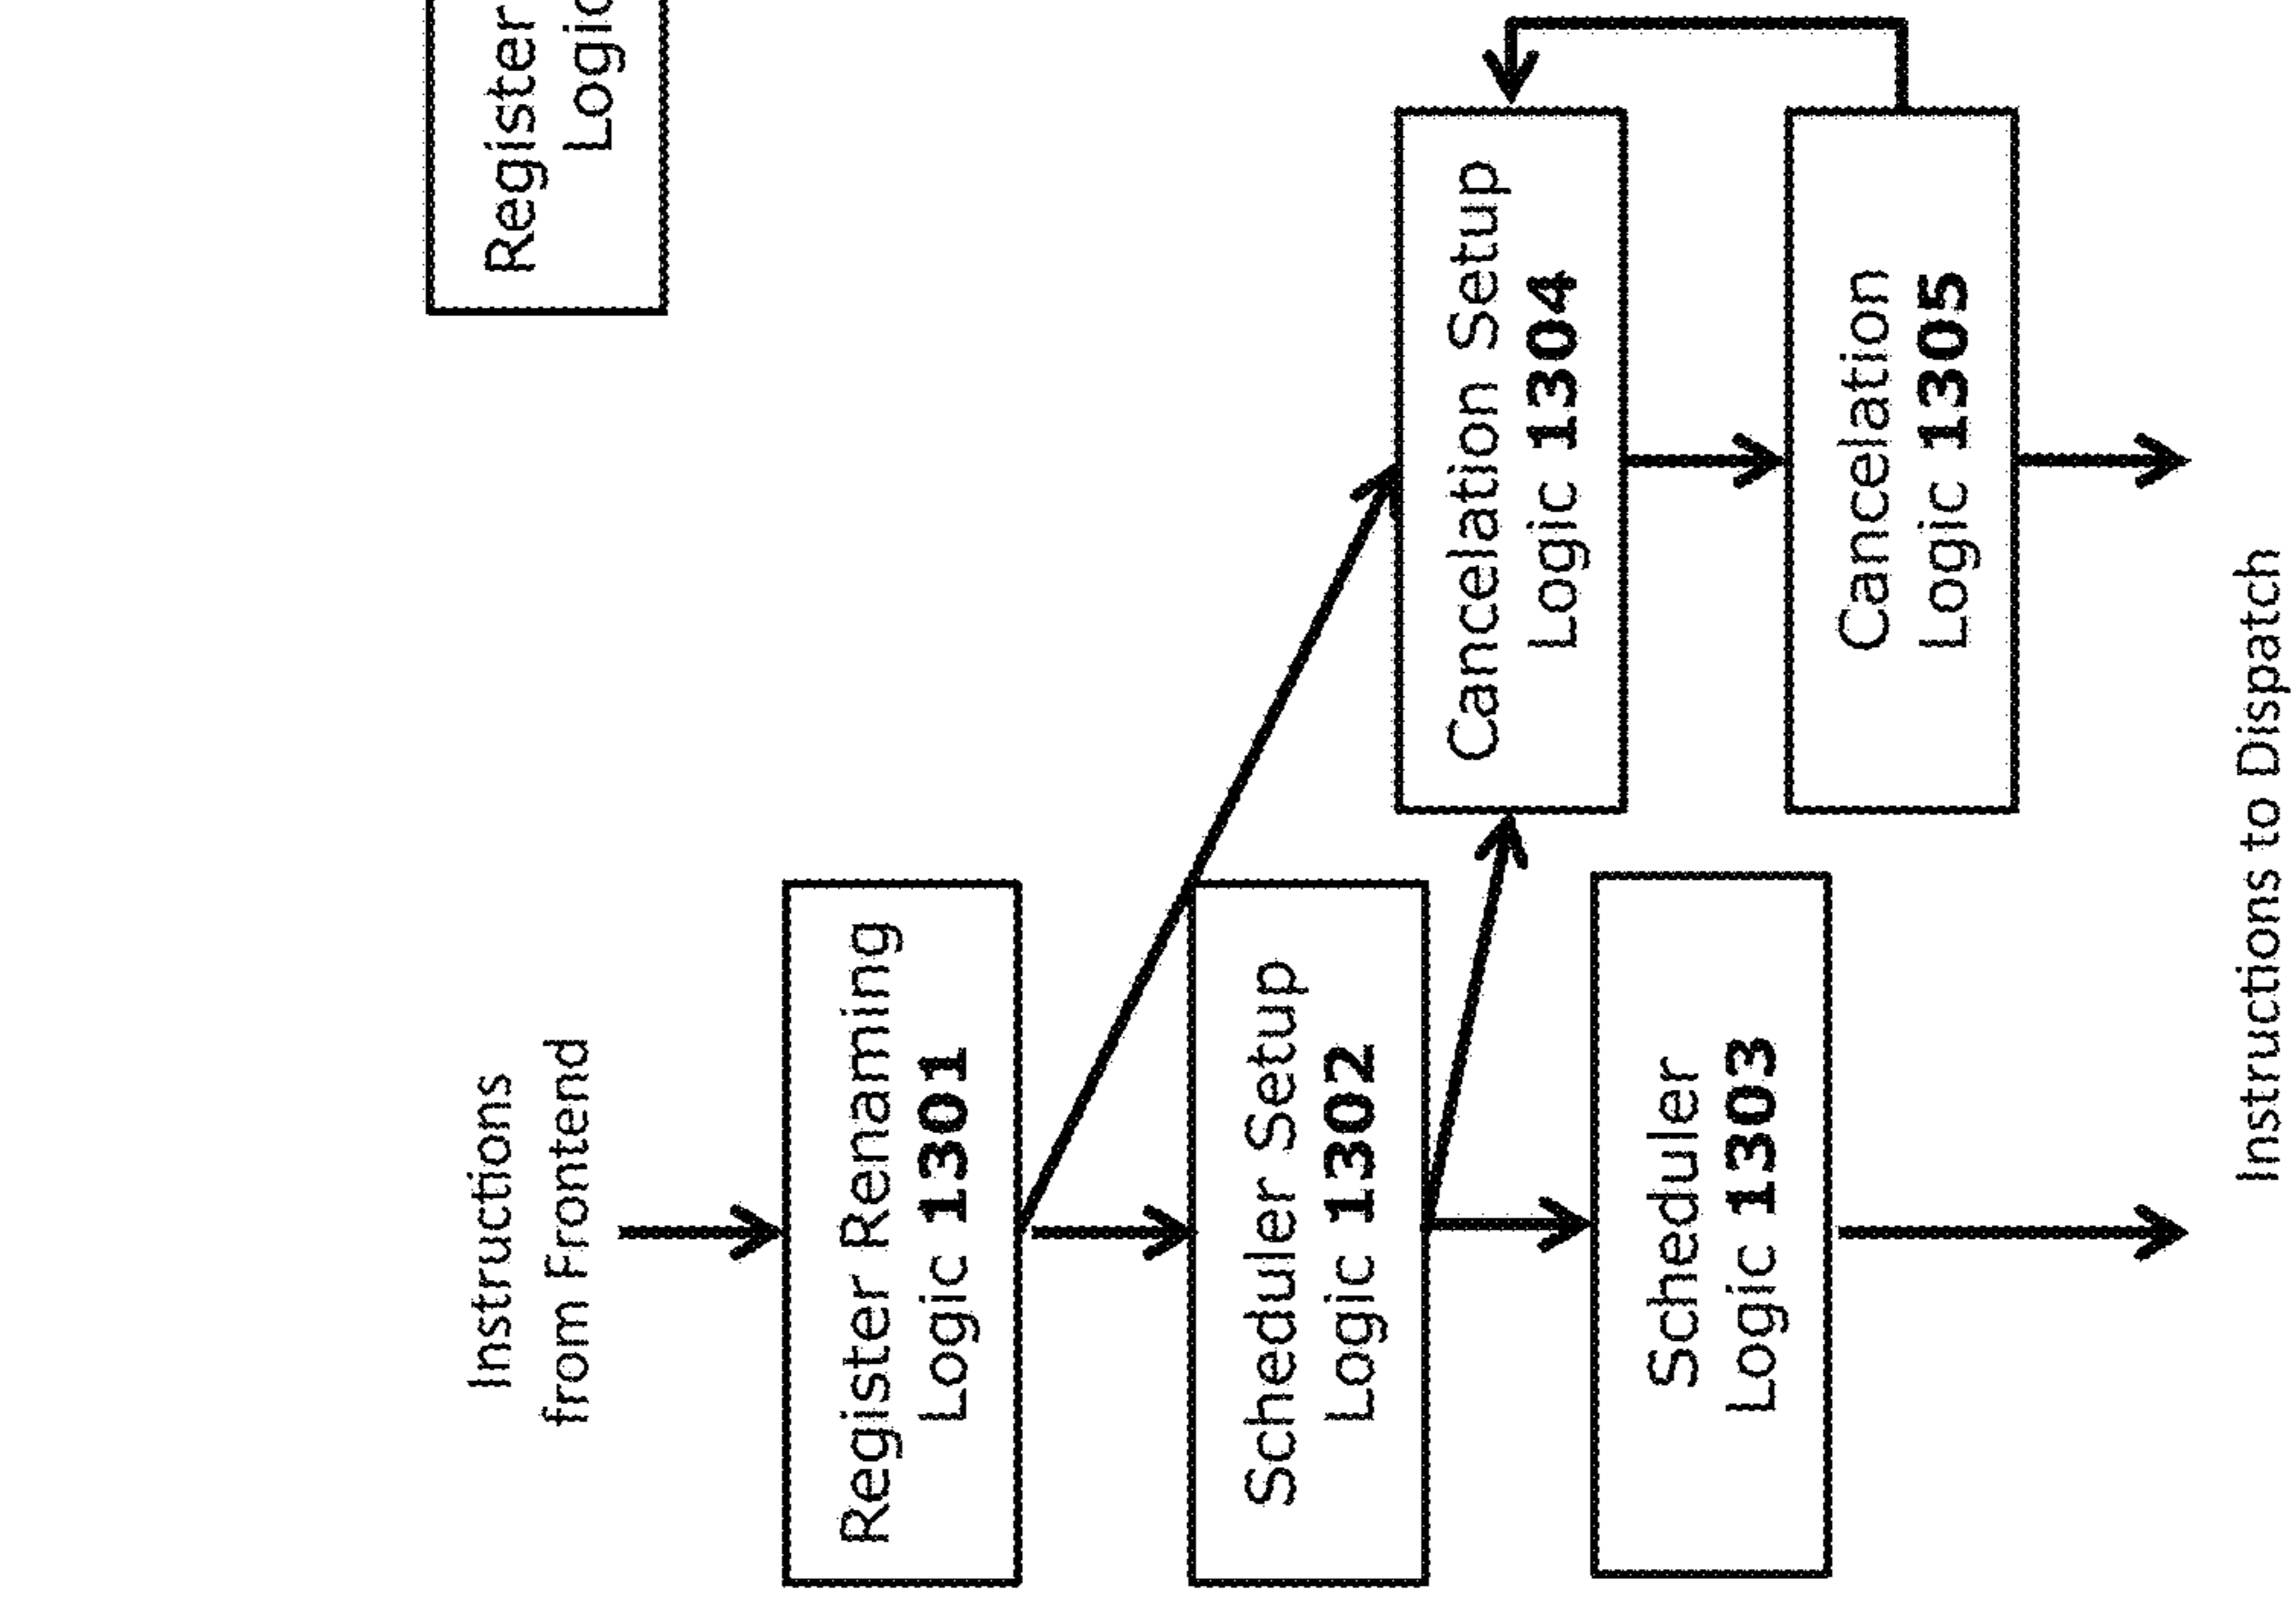 Instructions
from Frontend
Register Renaming
Logic 1301
Scheduler Setup
Logic 1302
Scheduler
Logic 1303
Register
Cancelation Setup
Logic 1304
Cancelation
Logic 1305
Instructions to Dispatch